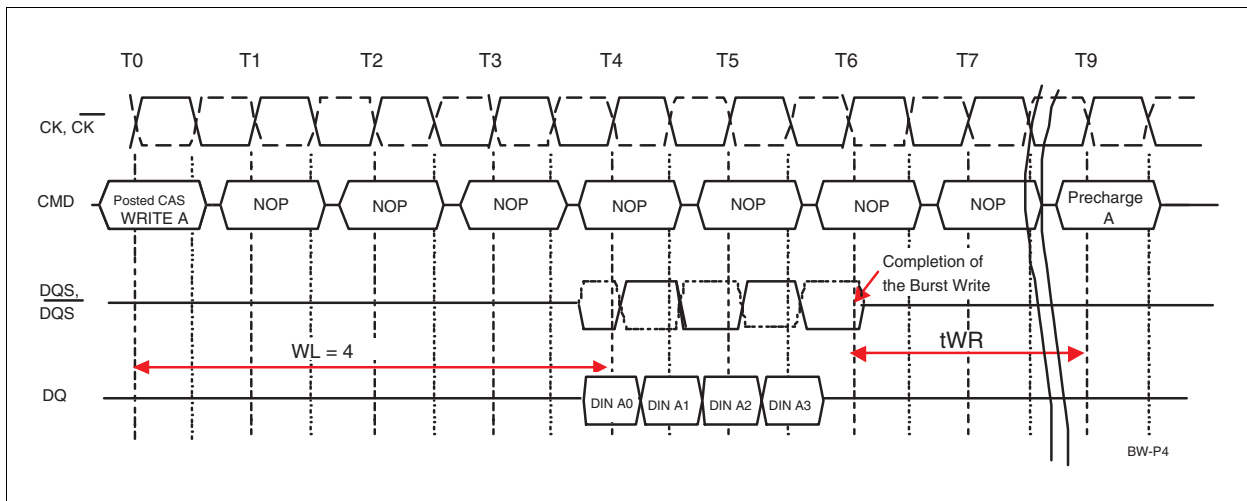 T0 T1 T2 T3 T4 T5 T6 T7 T9
CK, CK
CMD
Posted CAS
WRITE A
NOP NOP NOP NOP NOP NOP NOP
Precharge
A
Completion of
the Burst Write
DQS,
DQS
WL = 4
tWR
DQ
DIN A0 DIN A1 DIN A2 DIN A3
BW-P4